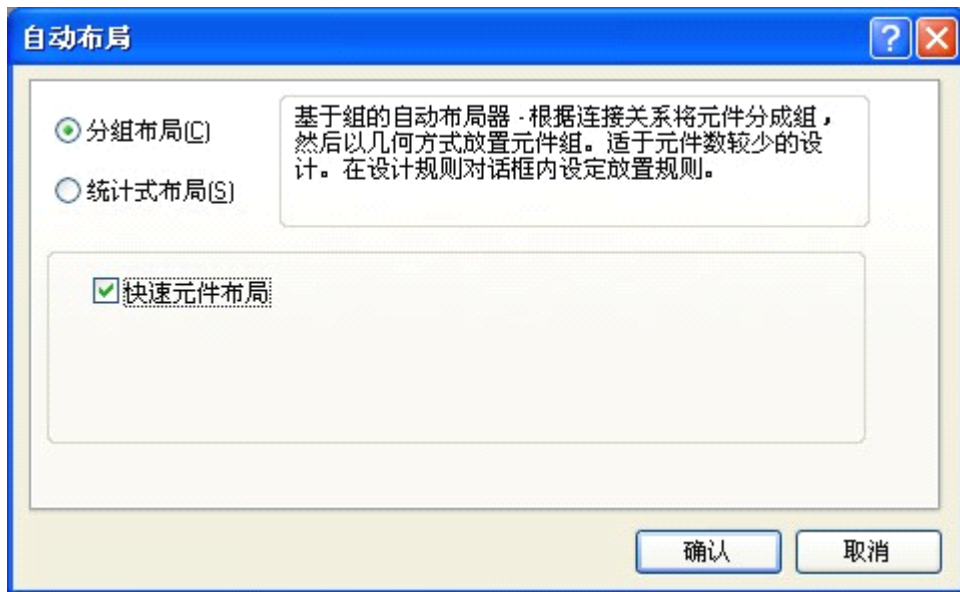 自动布局
分组布局(C)
基于组的自动布局器 - 根据连接关系将元件分成组，
然后以几何方式放置元件组。适于元件数较少的设
计。在设计规则对话框内设定放置规则。
统计式布局(S)
快速元件布局
确认
取消